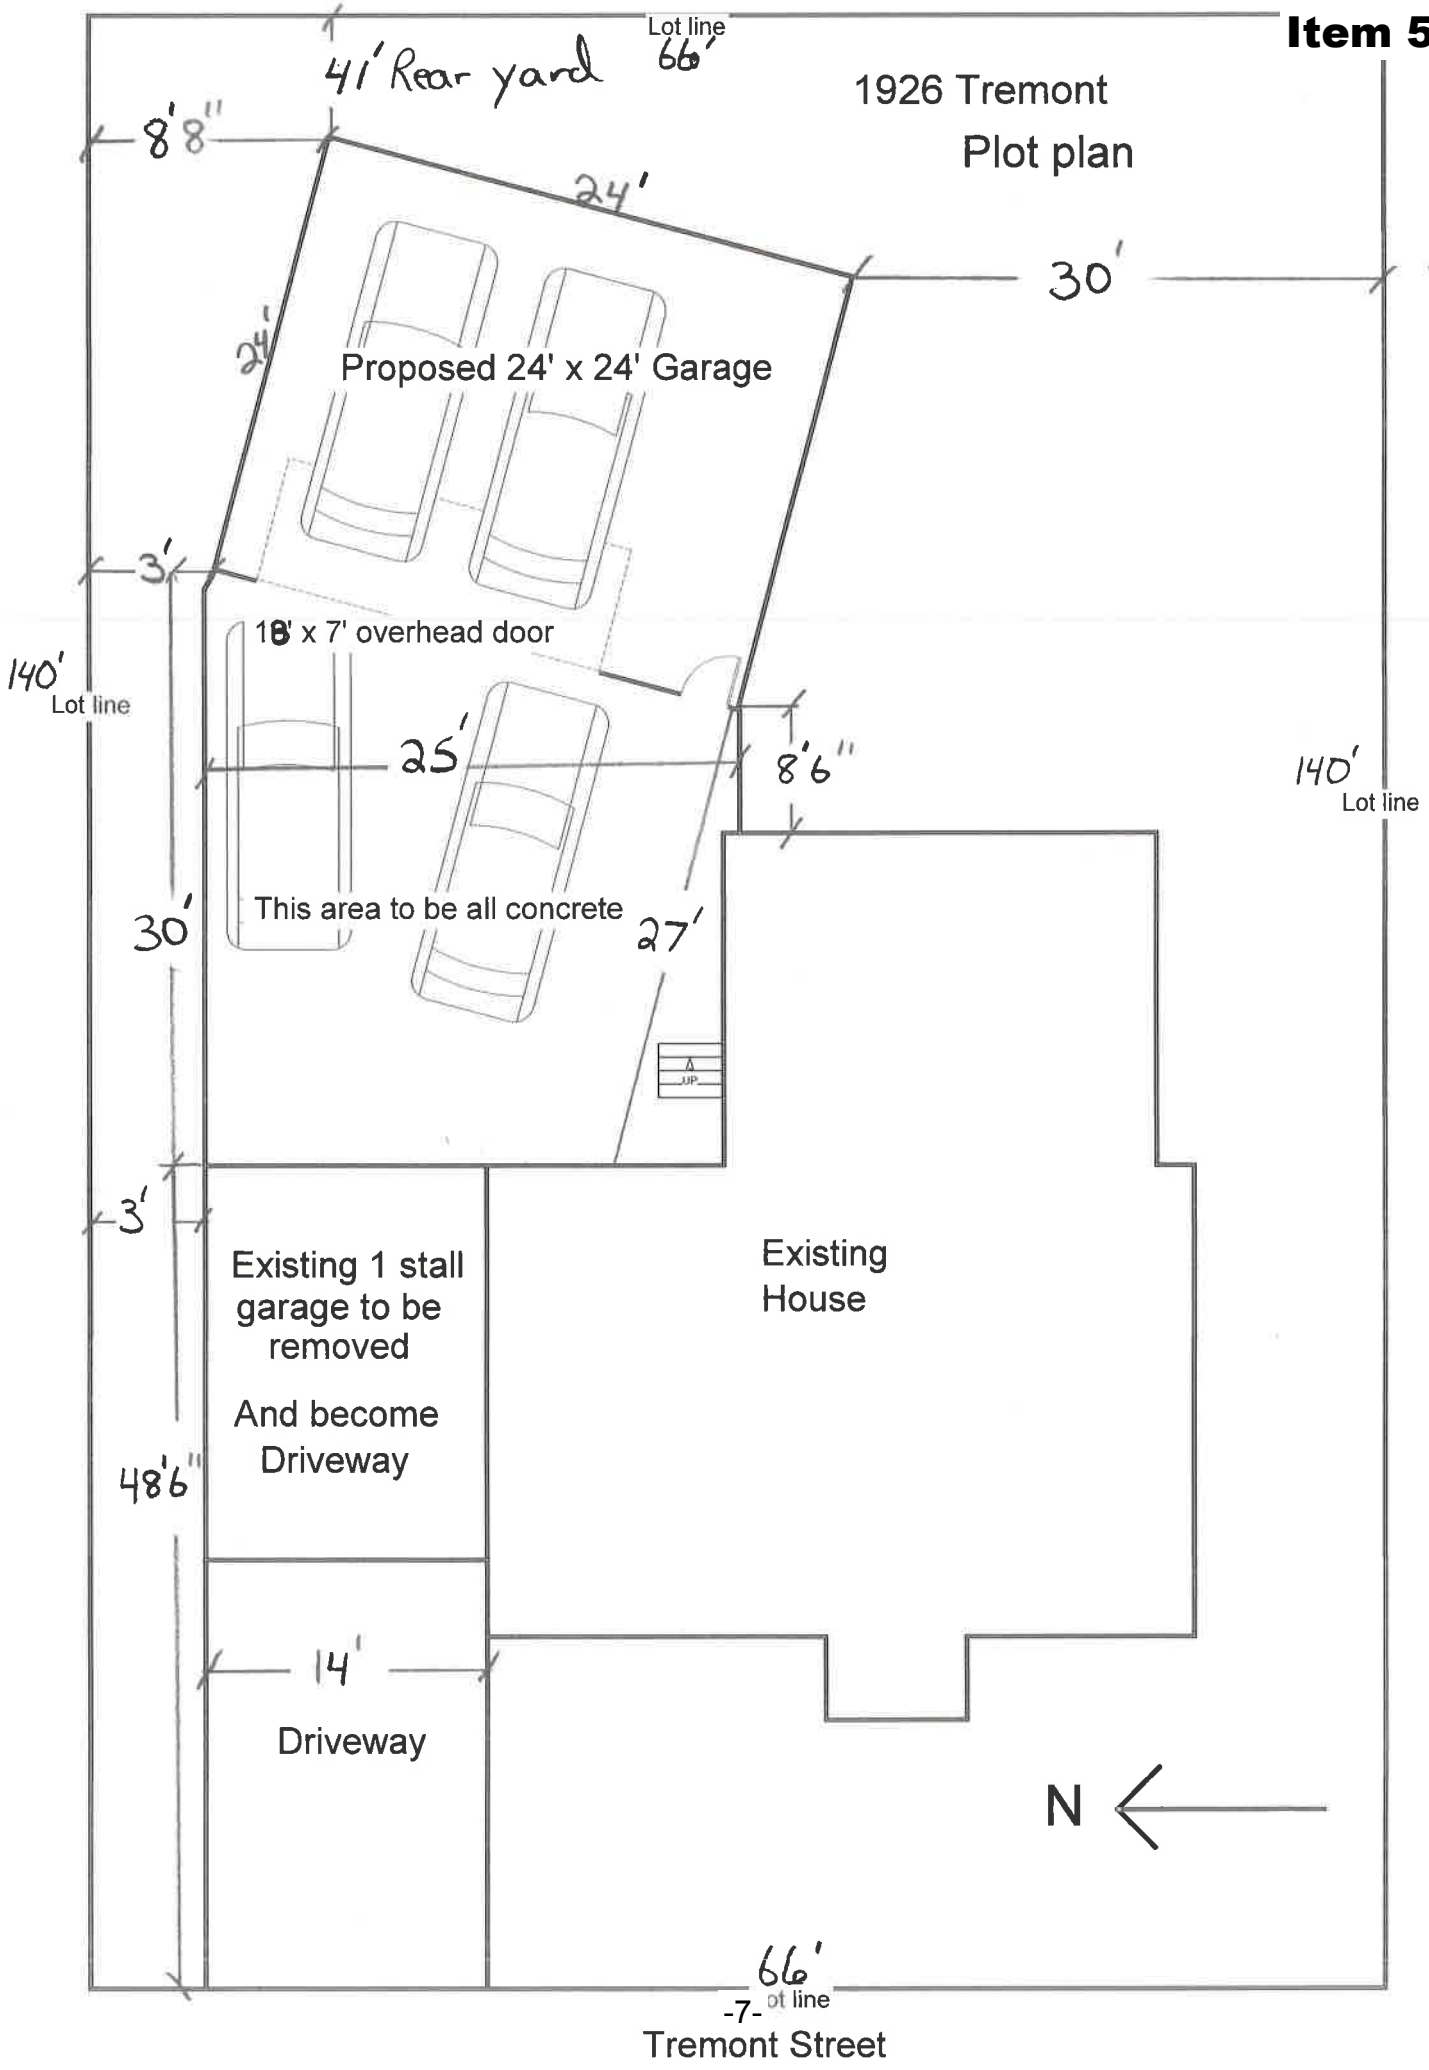 Lot line
Item 5
66'
41' Rear yard
1926 Tremont
8' 8"
Plot plan
24'
30'
24'
Proposed 24' x 24' Garage
3'
18' x 7' overhead door
140'
Lot line
25'
8'6"
140'
Lot line
30'
This area to be all concrete
27'
UP
3'
Existing 1 stall
garage to be
removed
And become
Driveway
Existing
House
48'6"
14'
Driveway
N
66'
-7- ot line
Tremont Street